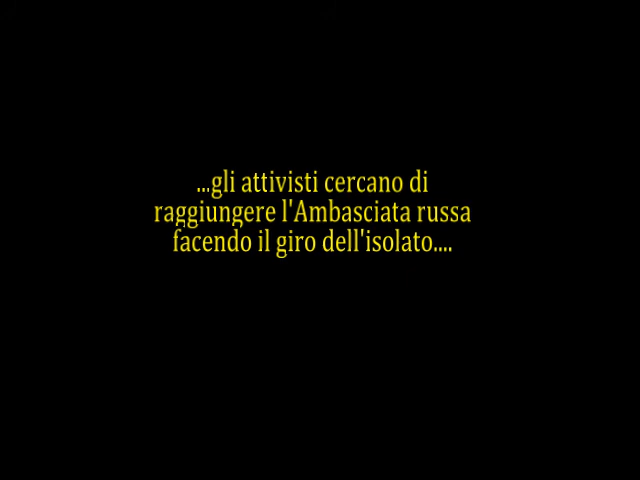 ...gli attivisti cercano di
raggiungere l'Ambasciata russa
facendo il giro dell'isolato....